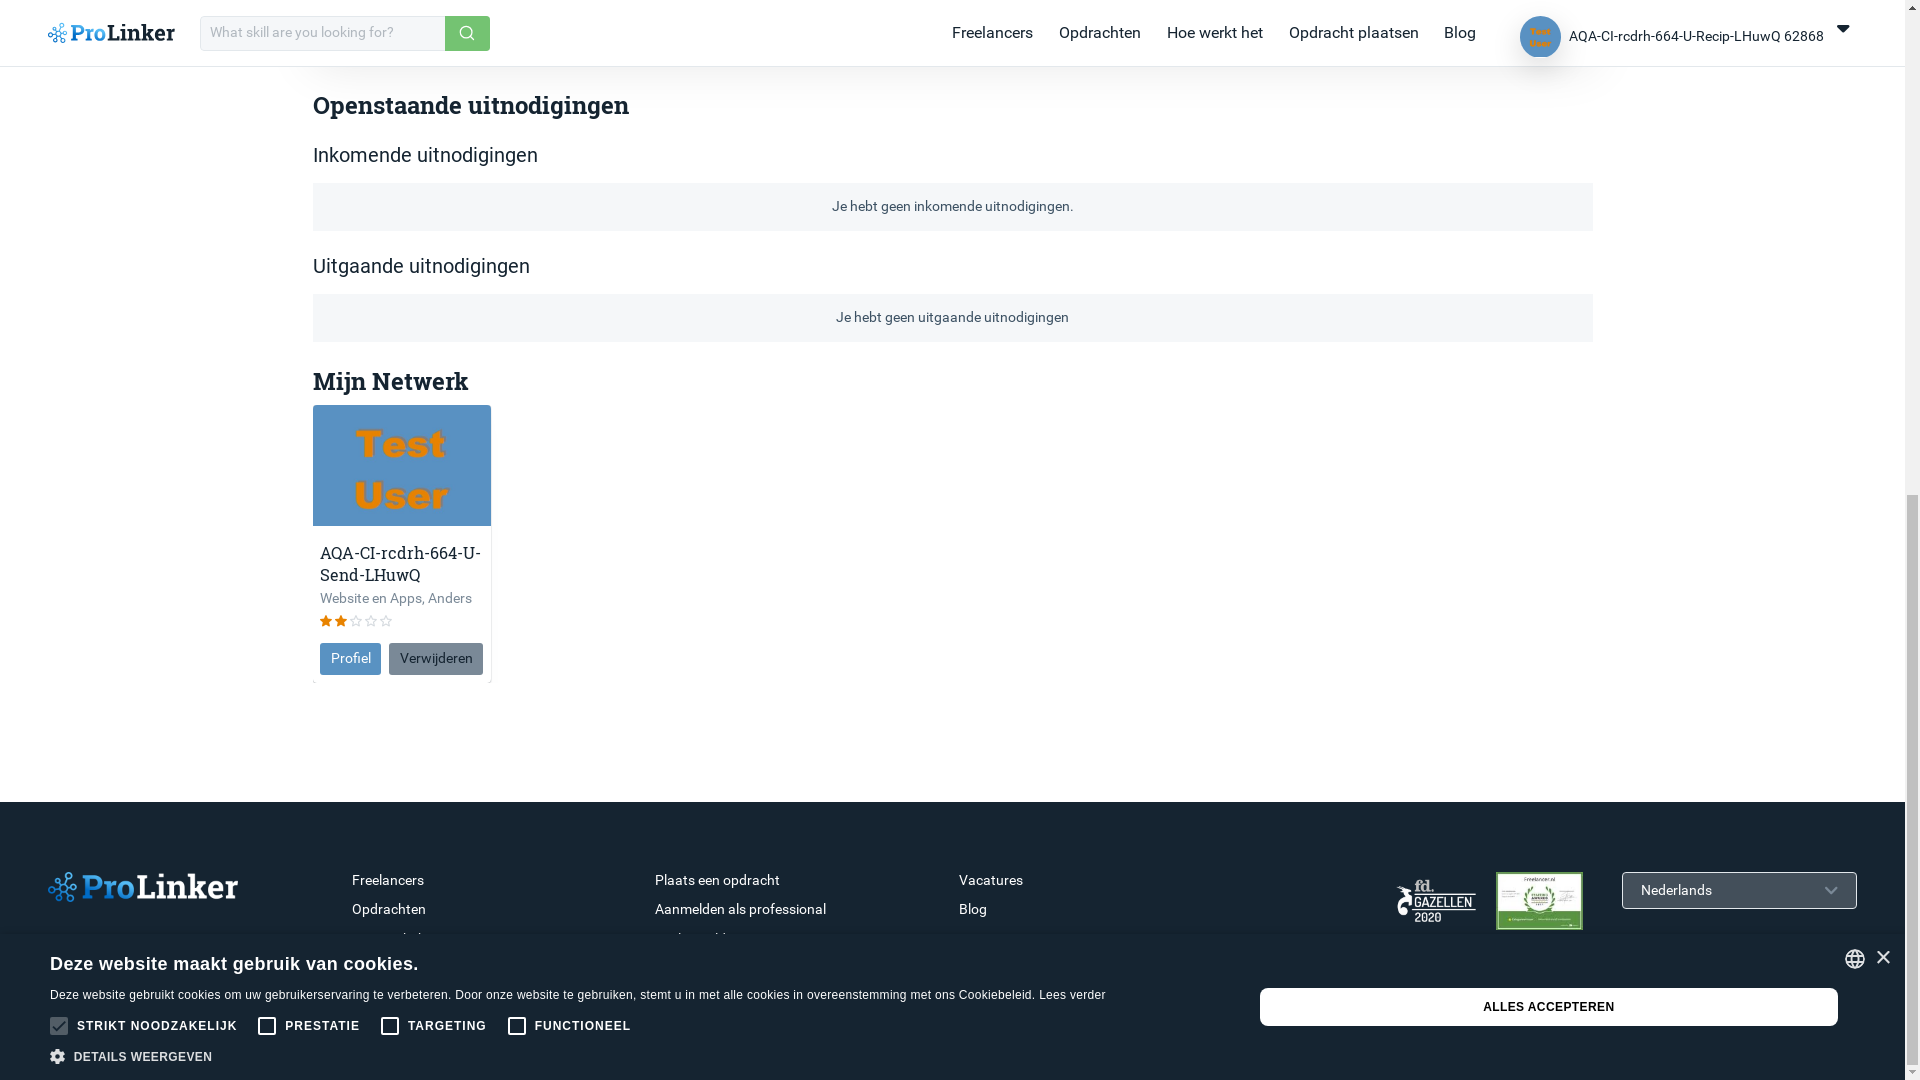 ProLinker
What skill are you looking for?
Freelancers
Opdrachten
Hoe werkt het
Opdracht plaatsen
Blog
Test User
AQA-CI-rcdrh-664-U-Recip-LHuwQ 62868
Openstaande uitnodigingen
Inkomende uitnodigingen
Je hebt geen inkomende uitnodigingen.
Uitgaande uitnodigingen
Je hebt geen uitgaande uitnodigingen
Mijn Netwerk
Test
User
AQA-CI-rcdrh-664-U-
Send-LHuwQ
Website en Apps, Anders
Profiel
Verwijderen
ProLinker
Freelancers
Opdrachten
Plaats een opdracht
Aanmelden als professional
Vacatures
Blog
fd.
GAZELLEN
2020
Freelancer.nl
Nederlands
Deze website maakt gebruik van cookies.
Deze website gebruikt cookies om uw gebruikerservaring te verbeteren. Door onze website te gebruiken, stemt u in met alle cookies in overeenstemming met ons Cookiebeleid. Lees verder
STRIKT NOODZAKELIJK
PRESTATIE
TARGETING
FUNCTIONEEL
DETAILS WEERGEVEN
ALLES ACCEPTEREN